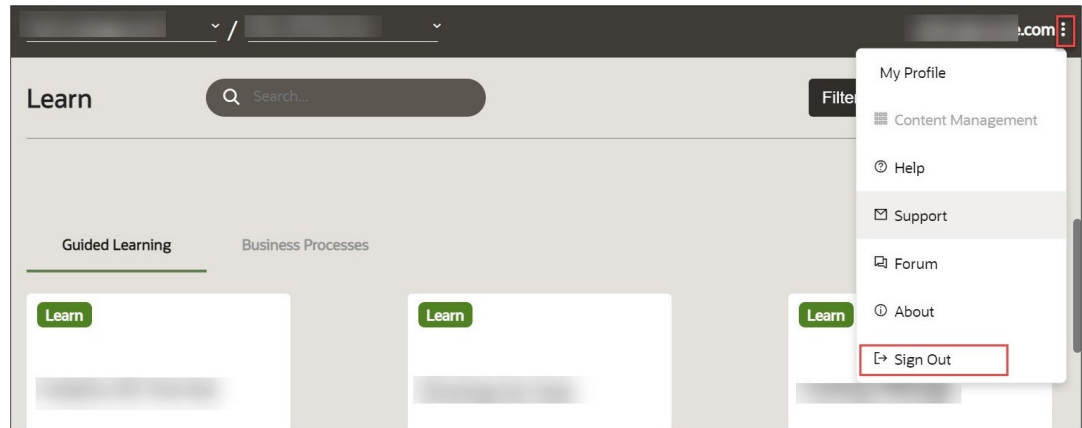 /
.com
Learn
Search...
Filte
My Profile
Content Management
Help
Support
Forum
About
Sign Out
Guided Learning
Business Processes
Learn
Learn
Learn